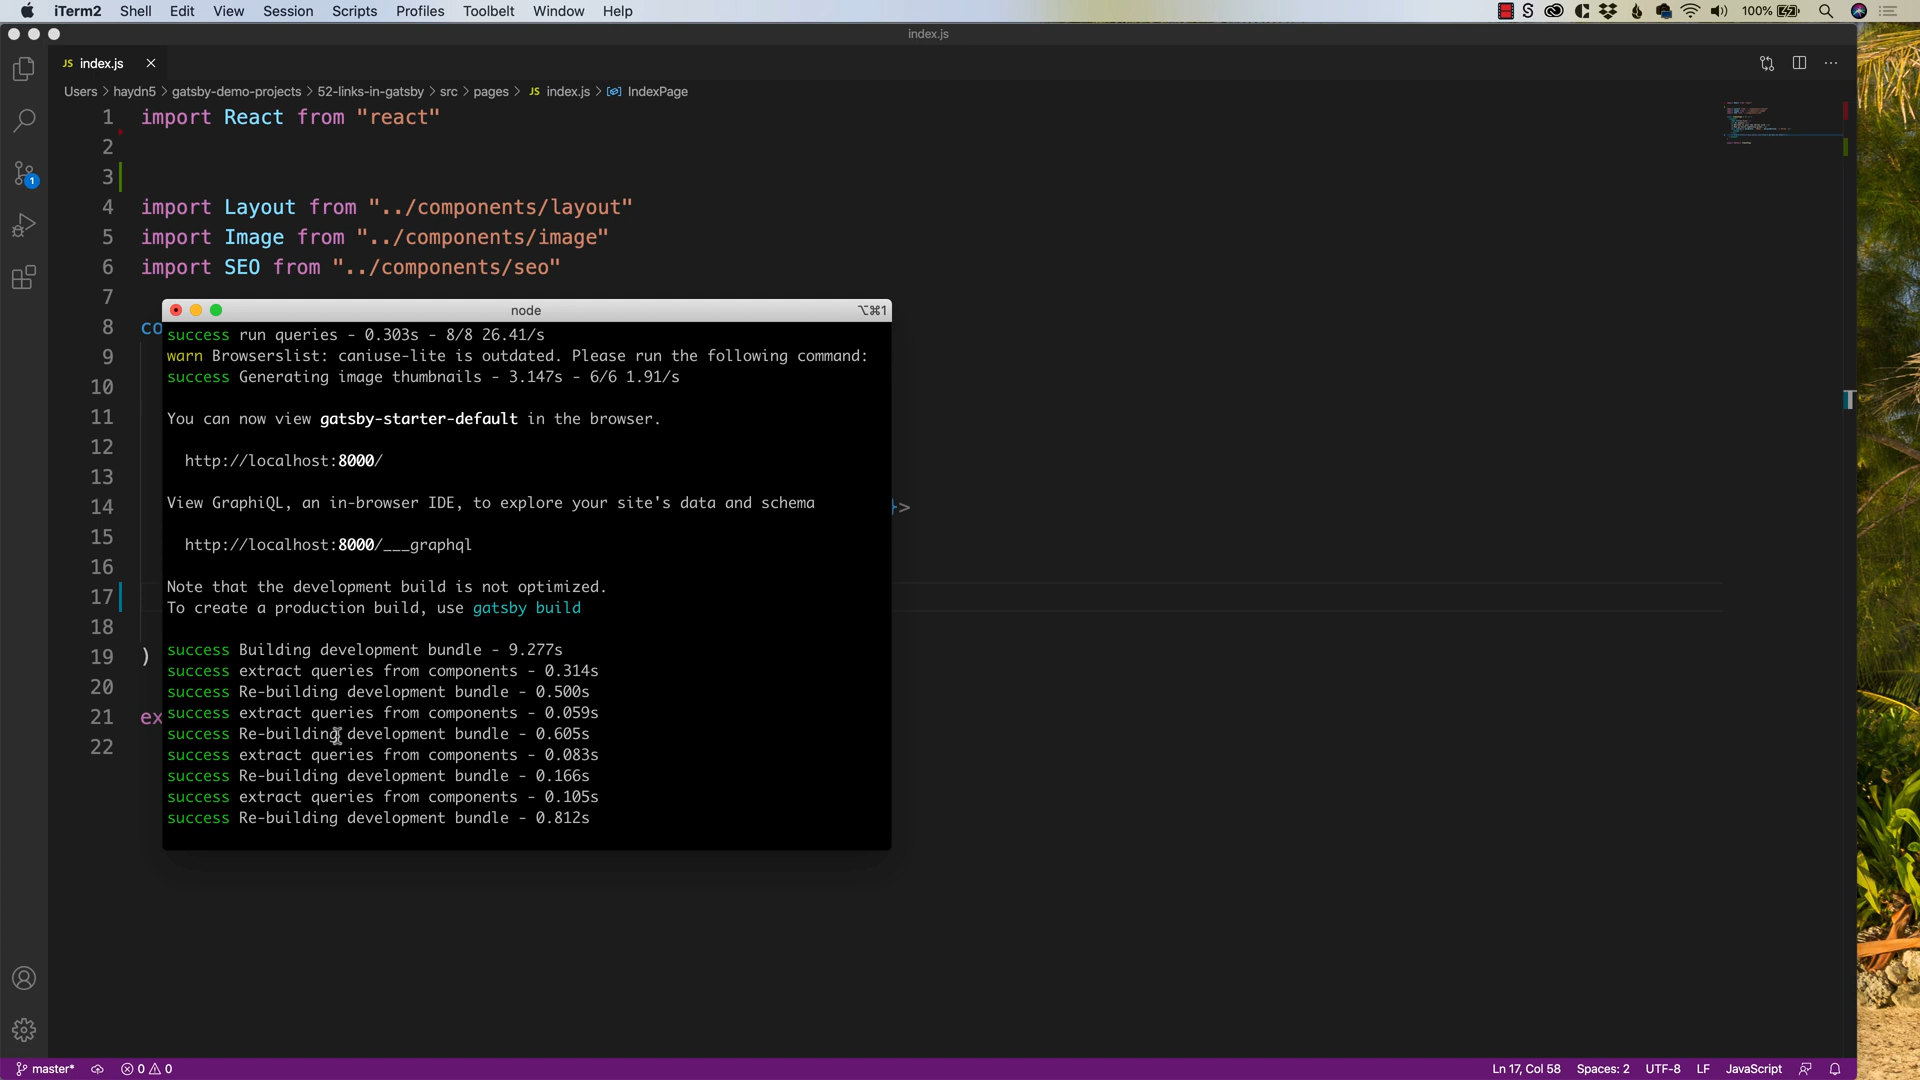 iTerm2 Shell Edit View Session Scripts Profiles Toolbelt Window Help 100%
index.js
JS index.js
Users > haydn5 > gatsby-demo-projects > 52-links-in-gatsby > src > pages > JS index.js > IndexPage
1 import React from "react"
2
3
4 import Layout from "../components/layout"
5 import Image from "../components/image"
6 import SEO from "../components/seo"
7
8 co
9
10
11
12
13
14 }>
15
16
17
18
19 )
20
21 ex
22
node ⌥⌘1
success run queries - 0.303s - 8/8 26.41/s
warn Browserslist: caniuse-lite is outdated. Please run the following command:
success Generating image thumbnails - 3.147s - 6/6 1.91/s
You can now view gatsby-starter-default in the browser.
http://localhost:8000/
View GraphiQL, an in-browser IDE, to explore your site's data and schema
http://localhost:8000/___graphql
Note that the development build is not optimized.
To create a production build, use gatsby build
success Building development bundle - 9.277s
success extract queries from components - 0.314s
success Re-building development bundle - 0.500s
success extract queries from components - 0.059s
success Re-building development bundle - 0.605s
success extract queries from components - 0.083s
success Re-building development bundle - 0.166s
success extract queries from components - 0.105s
success Re-building development bundle - 0.812s
1
T
master* 0 0 Ln 17, Col 58 Spaces: 2 UTF-8 LF JavaScript